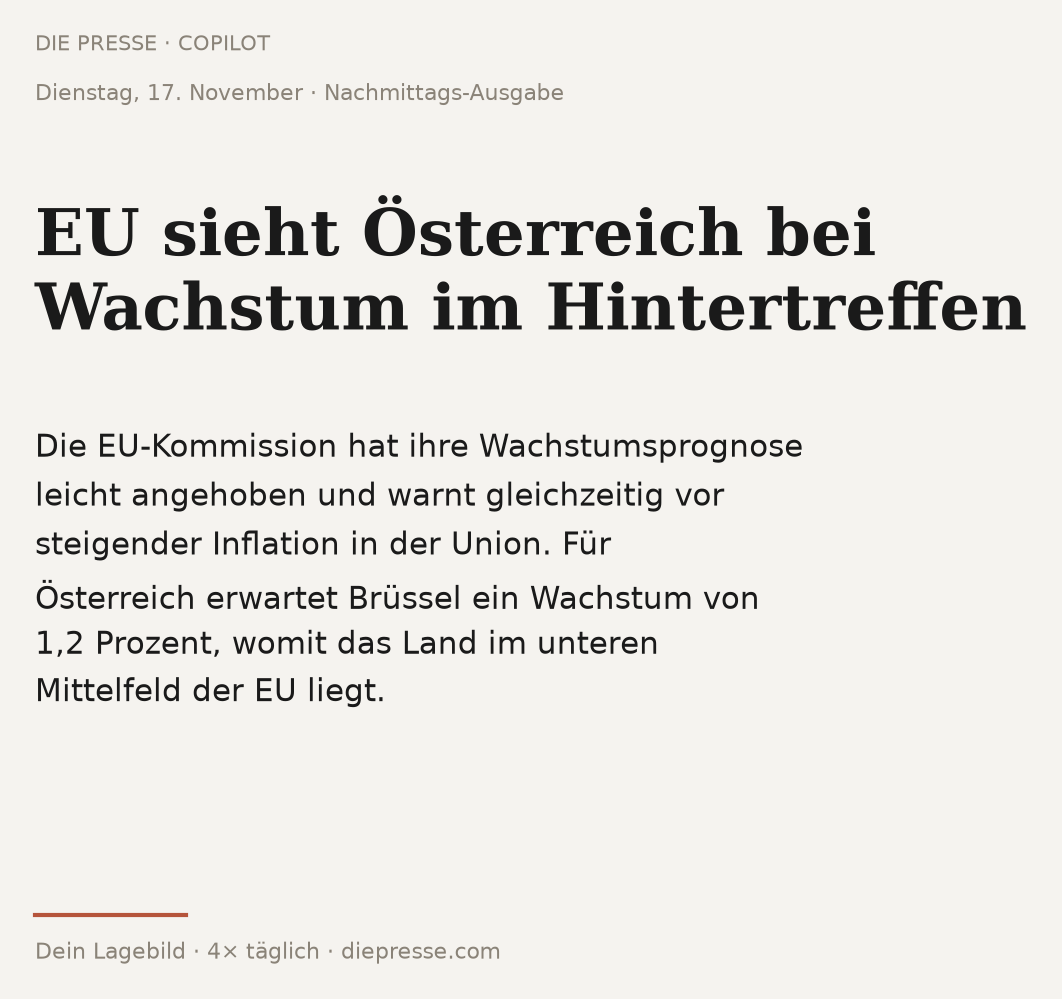 DIE PRESSE · COPILOT
Dienstag, 17. November · Nachmittags-Ausgabe
EU sieht Österreich bei
Wachstum im Hintertreffen
Die EU-Kommission hat ihre Wachstumsprognose
leicht angehoben und warnt gleichzeitig vor
steigender Inflation in der Union. Für
Österreich erwartet Brüssel ein Wachstum von
1,2 Prozent, womit das Land im unteren
Mittelfeld der EU liegt.
Dein Lagebild · 4× täglich · diepresse.com